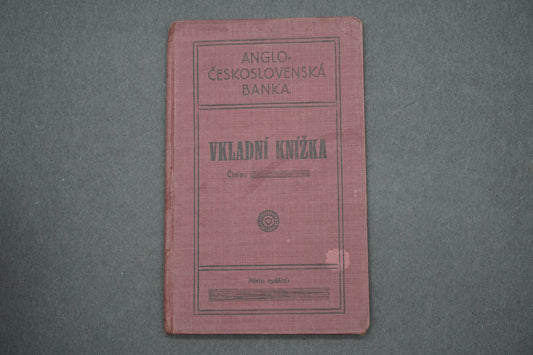 ANGLO-
ČESKOSLOVENSKÁ
BANKA.
VKLADNÍ KNÍŽKA
Číslo:
Místo vydání: